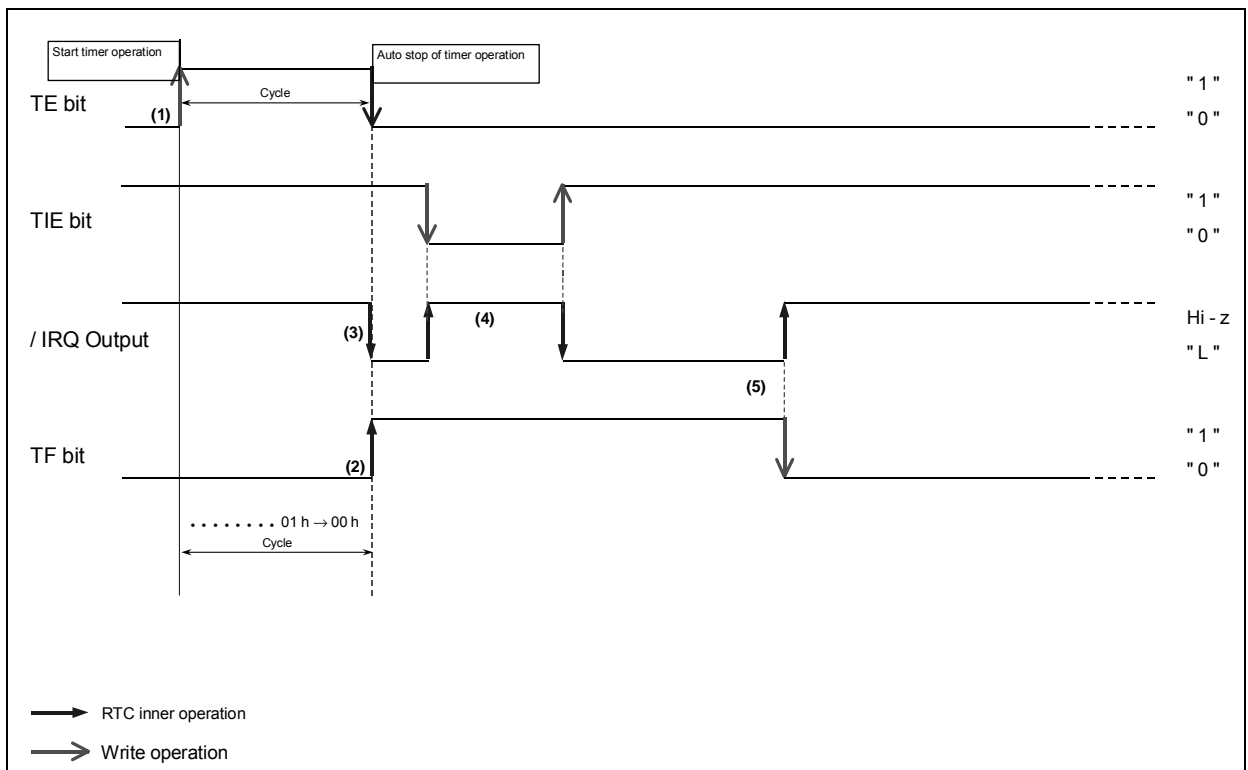 Start timer operation
Auto stop of timer operation
TE bit
(1)
Cycle
" 1 "
" 0 "
TIE bit
" 1 "
" 0 "
/ IRQ Output
(3)
(4)
(5)
Hi - z
" L "
TF bit
(2)
" 1 "
" 0 "
. . . . . . . . 01 h → 00 h
Cycle
RTC inner operation
Write operation